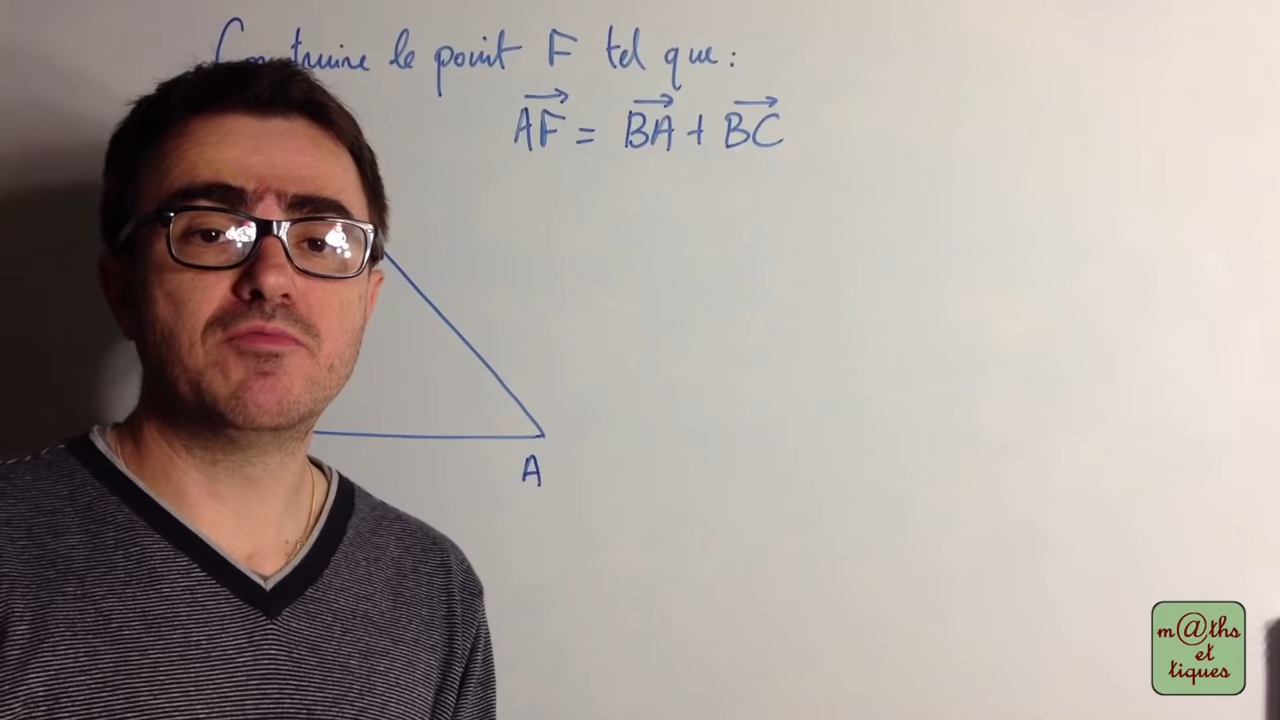 Construire le point F tel que :
AF = BA + BC
A
m@ths
et
tiques